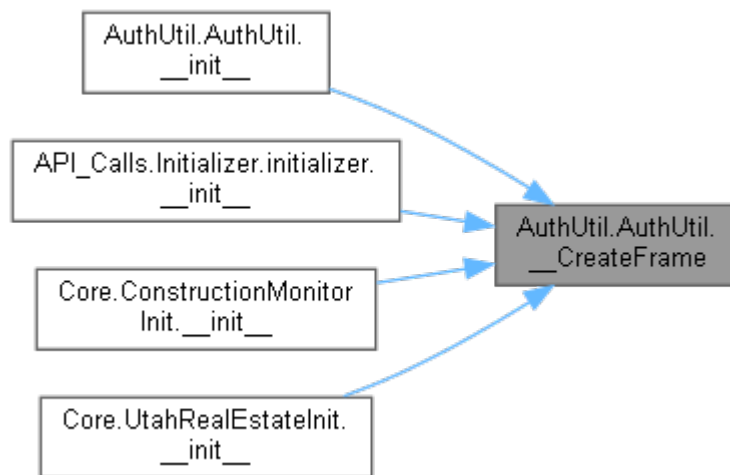 AuthUtil.AuthUtil.
__init__
API_Calls.Initializer.initializer.
__init__
Core.ConstructionMonitor
Init.__init__
Core.UtahRealEstateInit.
__init__
AuthUtil.AuthUtil.
__CreateFrame